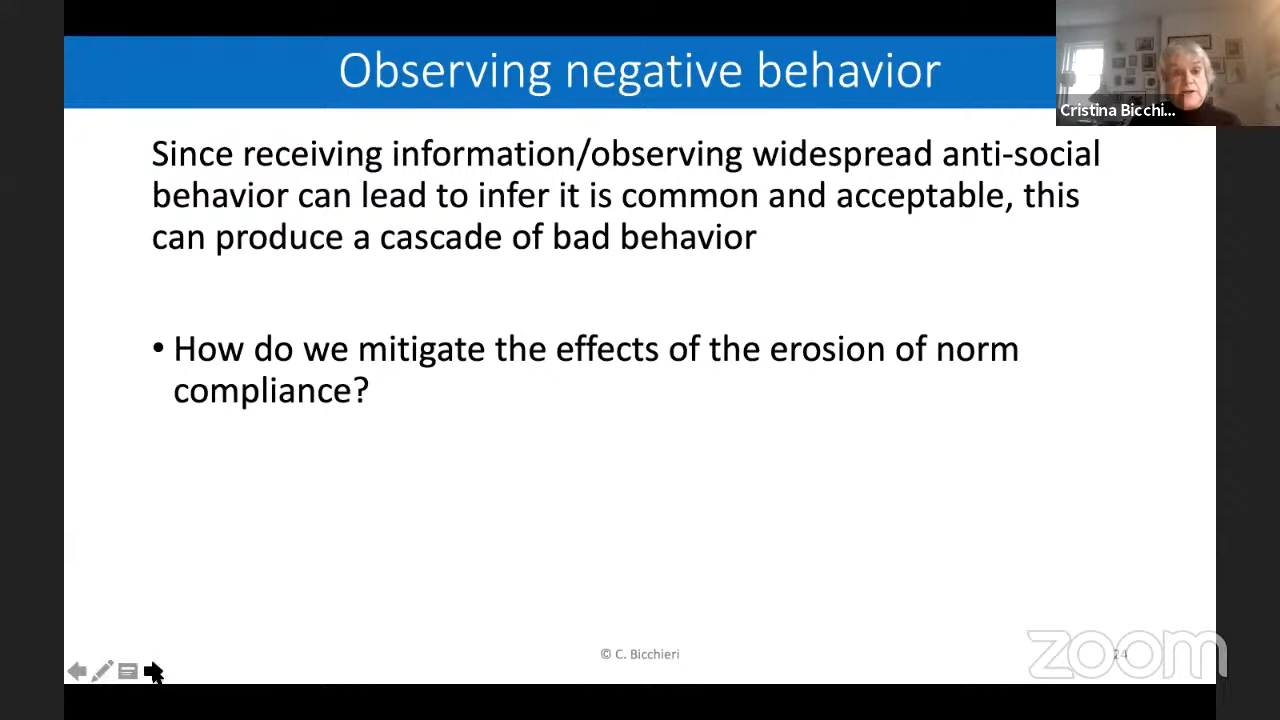 Observing negative behavior
Cristina Bicchi...
Since receiving information/observing widespread anti-social
behavior can lead to infer it is common and acceptable, this
can produce a cascade of bad behavior
• How do we mitigate the effects of the erosion of norm
compliance?
© C. Bicchieri
24
zoom